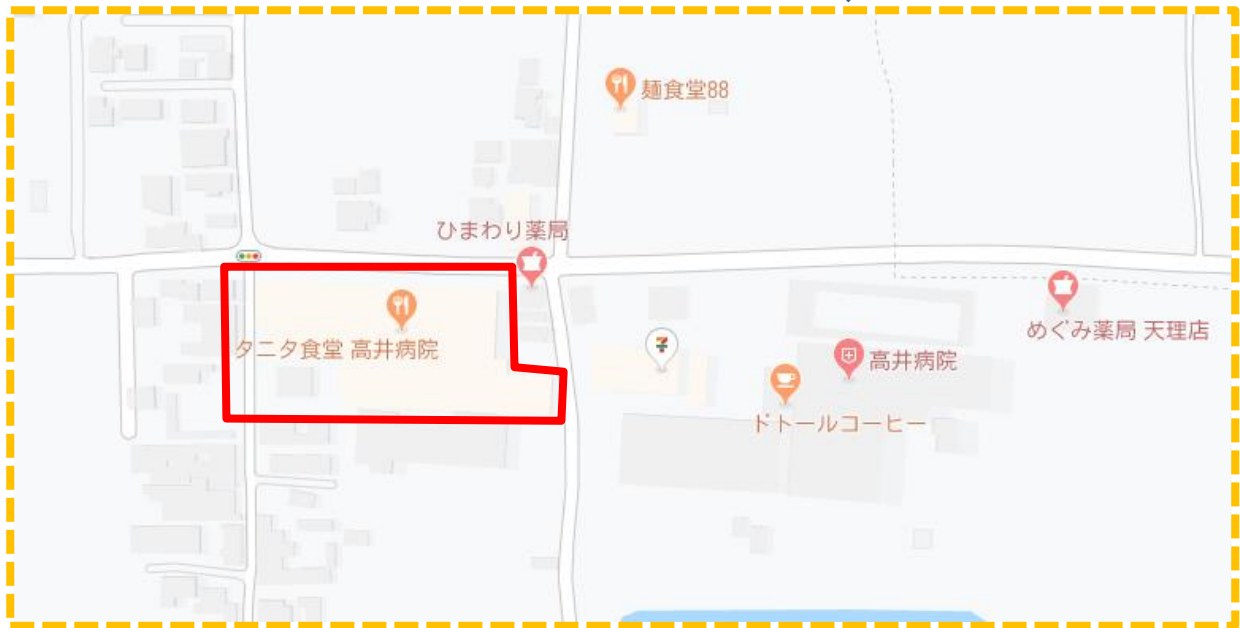 麺食堂88
ひまわり薬局
めぐみ薬局 天理店
タニタ食堂 高井病院
高井病院
ドトールコーヒー